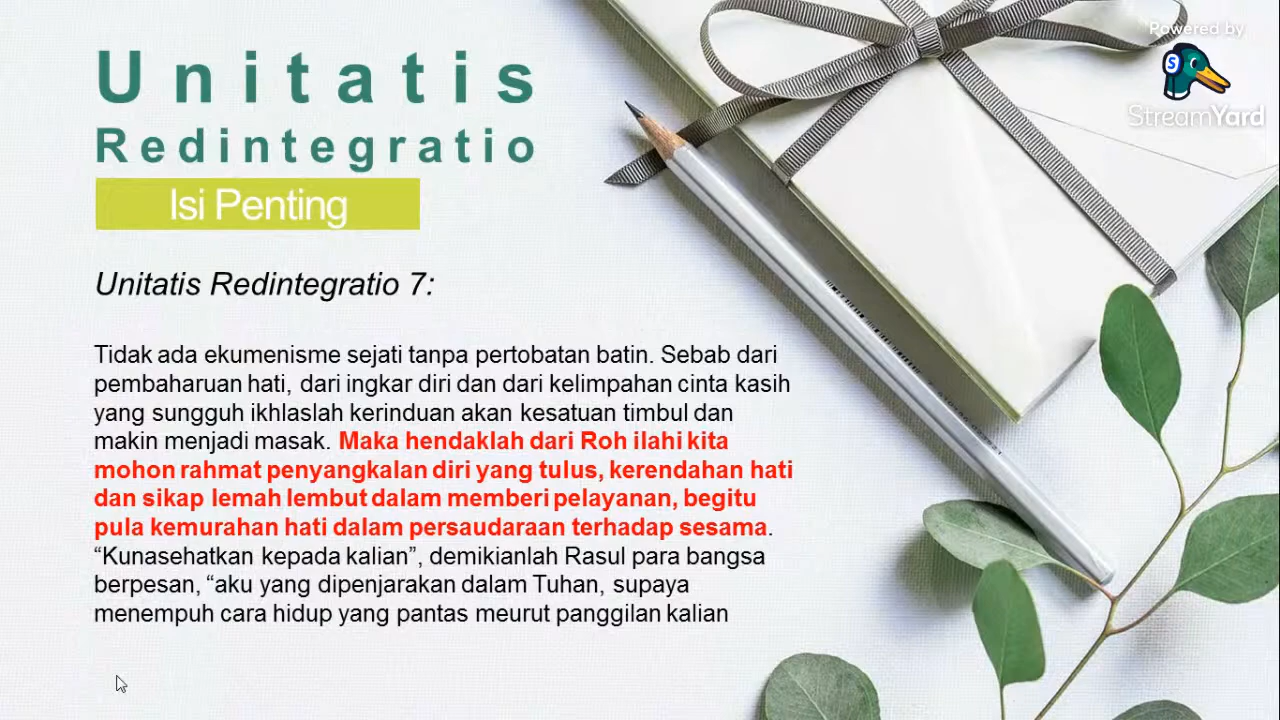 Unitatis
Redintegratio
Isi Penting
Unitatis Redintegratio 7:
Tidak ada ekumenisme sejati tanpa pertobatan batin. Sebab dari
pembaharuan hati, dari ingkar diri dan dari kelimpahan cinta kasih
yang sungguh ikhlaslah kerinduan akan kesatuan timbul dan
makin menjadi masak. Maka hendaklah dari Roh ilahi kita
mohon rahmat penyangkalan diri yang tulus, kerendahan hati
dan sikap lemah lembut dalam memberi pelayanan, begitu
pula kemurahan hati dalam persaudaraan terhadap sesama.
“Kunasehatkan kepada kalian”, demikianlah Rasul para bangsa
berpesan, “aku yang dipenjarakan dalam Tuhan, supaya
menempuh cara hidup yang pantas meurut panggilan kalian
Powered by
S
StreamYard